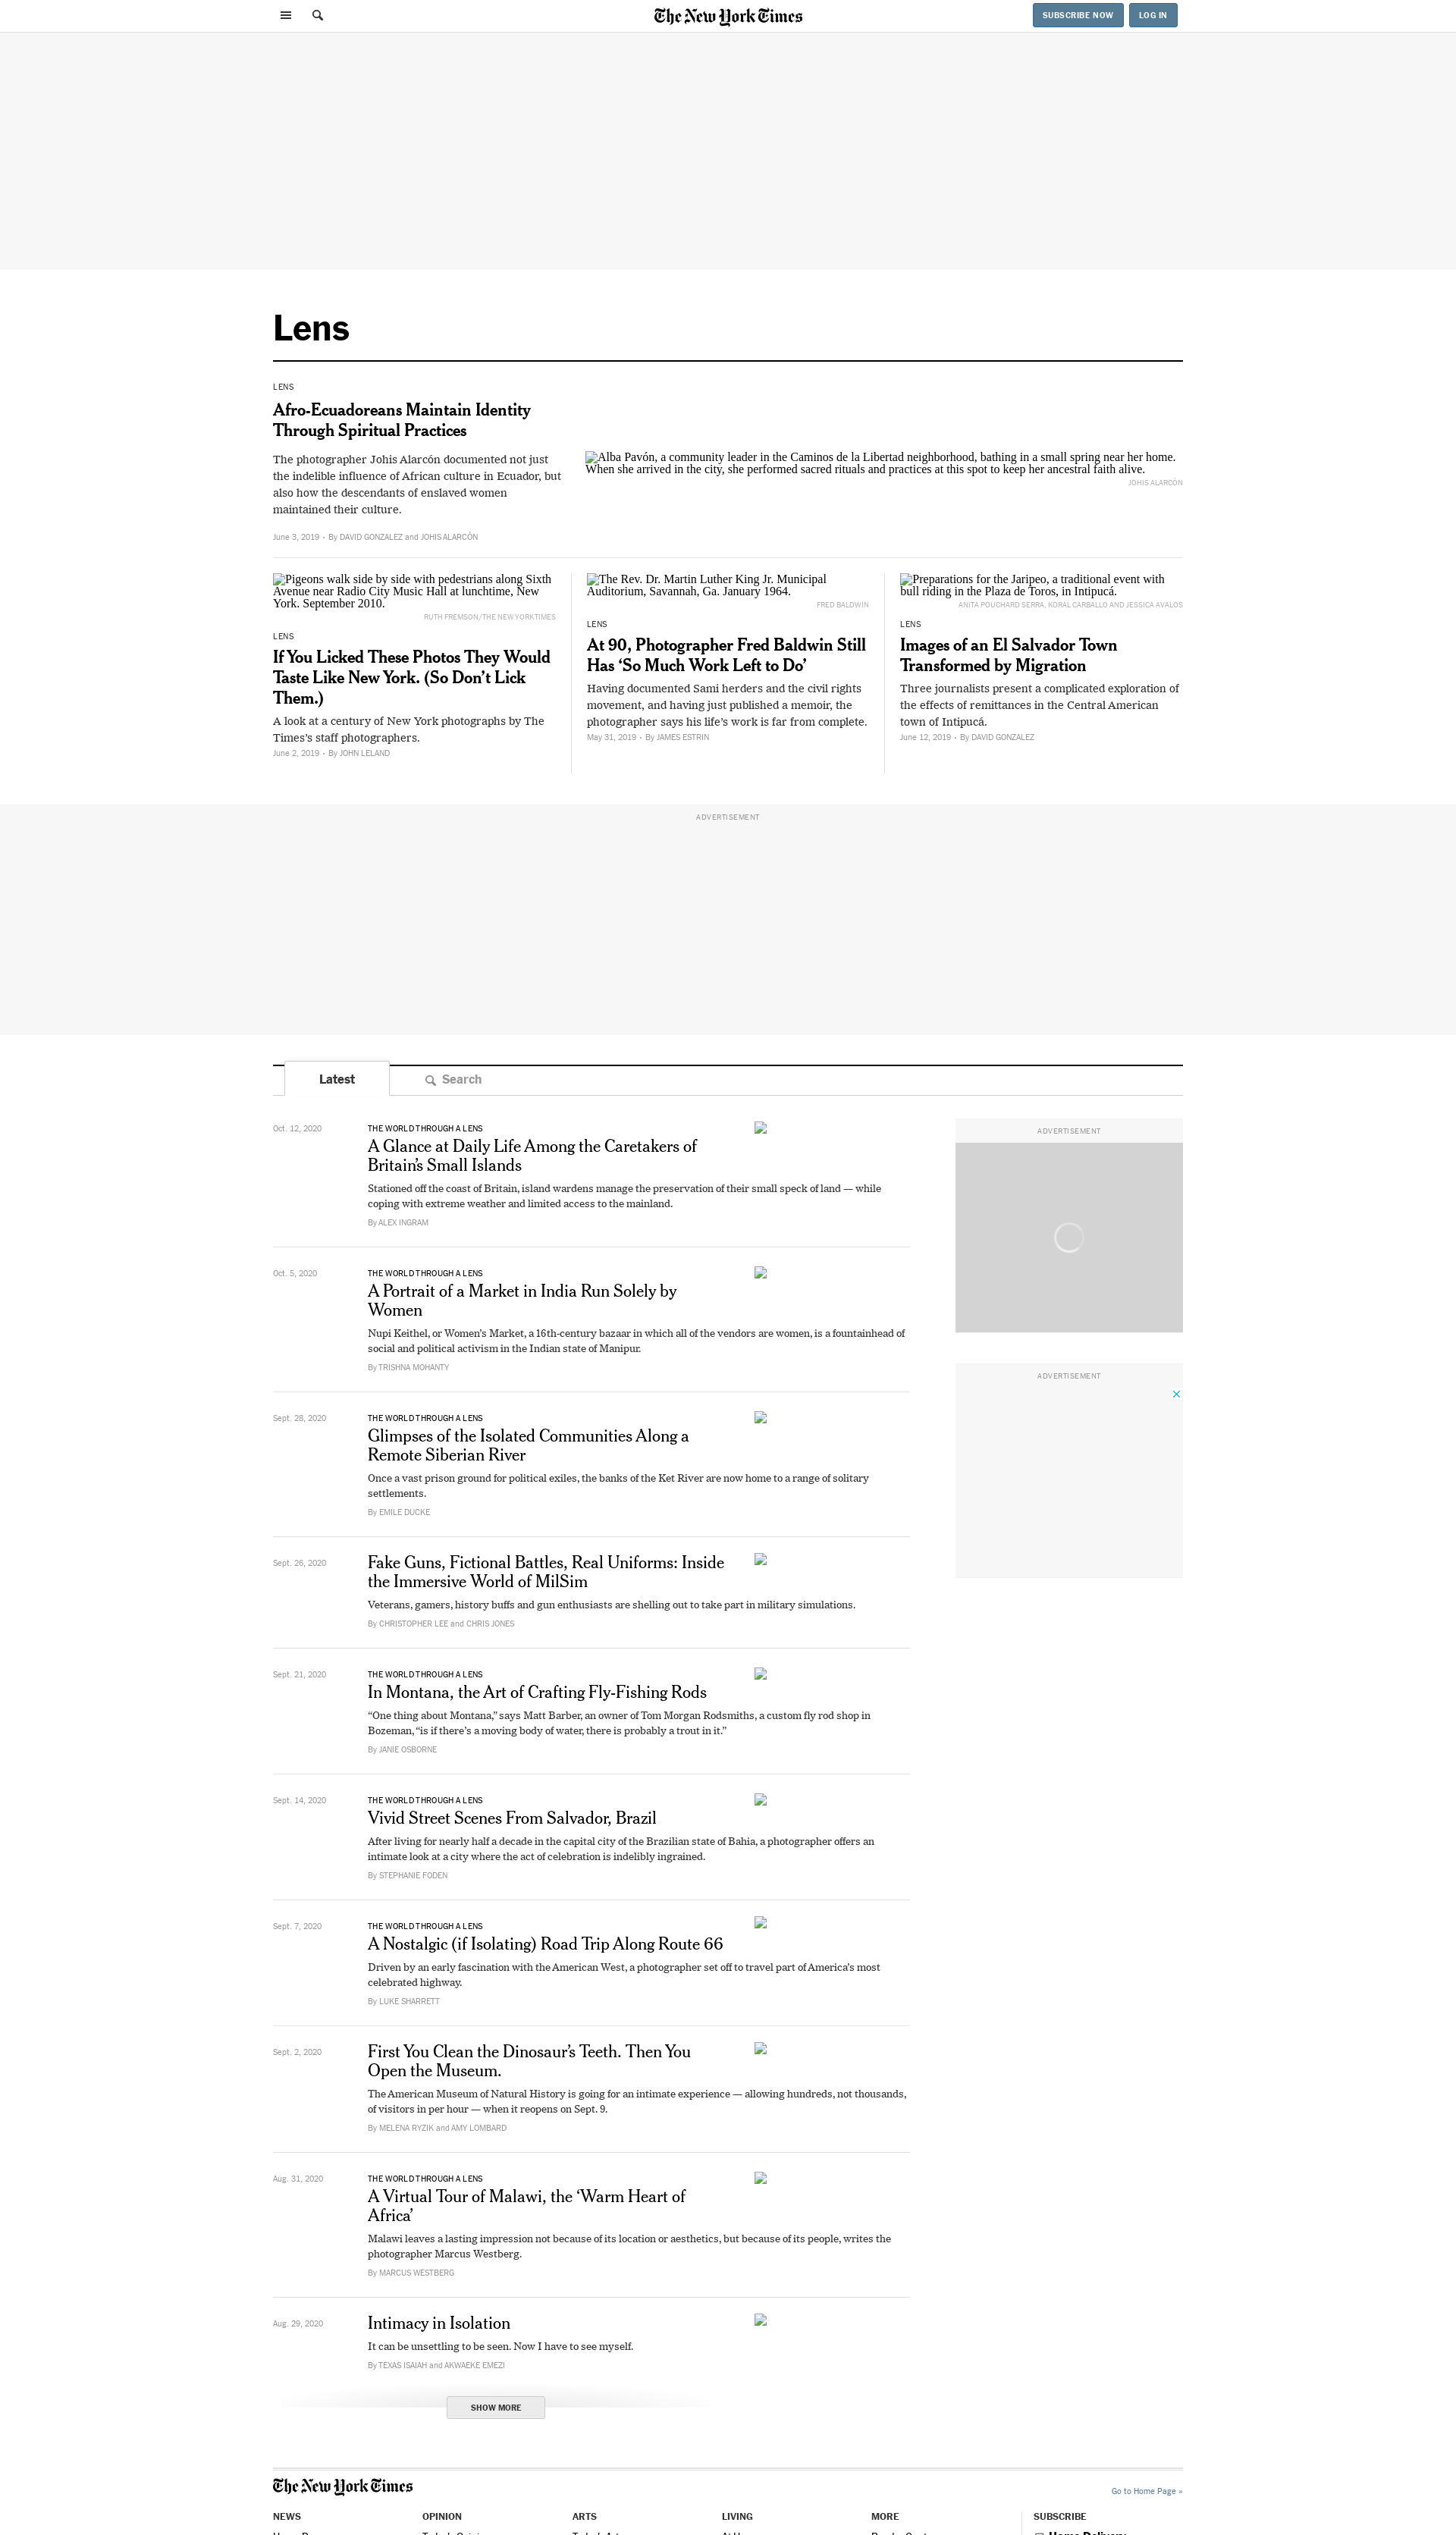 The New York Times
SUBSCRIBE NOW
LOG IN
Lens
LENS
Afro-Ecuadoreans Maintain Identity
Through Spiritual Practices
The photographer Johis Alarcón documented not just
the indelible influence of African culture in Ecuador, but
also how the descendants of enslaved women
maintained their culture.
June 3, 2019 • By DAVID GONZALEZ and JOHIS ALARCÓN
Alba Pavón, a community leader in the Caminos de la Libertad neighborhood, bathing in a small spring near her home.
When she arrived in the city, she performed sacred rituals and practices at this spot to keep her ancestral faith alive.
JOHIS ALARCÓN
Pigeons walk side by side with pedestrians along Sixth
Avenue near Radio City Music Hall at lunchtime, New
York. September 2010.
RUTH FREMSON/THE NEW YORK TIMES
LENS
If You Licked These Photos They Would
Taste Like New York. (So Don’t Lick
Them.)
A look at a century of New York photographs by The
Times’s staff photographers.
June 2, 2019 • By JOHN LELAND
The Rev. Dr. Martin Luther King Jr. Municipal
Auditorium, Savannah, Ga. January 1964.
FRED BALDWIN
LENS
At 90, Photographer Fred Baldwin Still
Has ‘So Much Work Left to Do’
Having documented Sami herders and the civil rights
movement, and having just published a memoir, the
photographer says his life’s work is far from complete.
May 31, 2019 • By JAMES ESTRIN
Preparations for the Jaripeo, a traditional event with
bull riding in the Plaza de Toros, in Intipucá.
ANITA POUCHARD SERRA, KORAL CARBALLO AND JESSICA AVALOS
LENS
Images of an El Salvador Town
Transformed by Migration
Three journalists present a complicated exploration of
the effects of remittances in the Central American
town of Intipucá.
June 12, 2019 • By DAVID GONZALEZ
ADVERTISEMENT
Latest
Search
Oct. 12, 2020
THE WORLD THROUGH A LENS
A Glance at Daily Life Among the Caretakers of
Britain’s Small Islands
Stationed off the coast of Britain, island wardens manage the preservation of their small speck of land — while
coping with extreme weather and limited access to the mainland.
By ALEX INGRAM
ADVERTISEMENT
Oct. 5, 2020
THE WORLD THROUGH A LENS
A Portrait of a Market in India Run Solely by
Women
Nupi Keithel, or Women’s Market, a 16th-century bazaar in which all of the vendors are women, is a fountainhead of
social and political activism in the Indian state of Manipur.
By TRISHNA MOHANTY
ADVERTISEMENT
Sept. 28, 2020
THE WORLD THROUGH A LENS
Glimpses of the Isolated Communities Along a
Remote Siberian River
Once a vast prison ground for political exiles, the banks of the Ket River are now home to a range of solitary
settlements.
By EMILE DUCKE
Sept. 26, 2020
Fake Guns, Fictional Battles, Real Uniforms: Inside
the Immersive World of MilSim
Veterans, gamers, history buffs and gun enthusiasts are shelling out to take part in military simulations.
By CHRISTOPHER LEE and CHRIS JONES
Sept. 21, 2020
THE WORLD THROUGH A LENS
In Montana, the Art of Crafting Fly-Fishing Rods
“One thing about Montana,” says Matt Barber, an owner of Tom Morgan Rodsmiths, a custom fly rod shop in
Bozeman, “is if there’s a moving body of water, there is probably a trout in it.”
By JANIE OSBORNE
Sept. 14, 2020
THE WORLD THROUGH A LENS
Vivid Street Scenes From Salvador, Brazil
After living for nearly half a decade in the capital city of the Brazilian state of Bahia, a photographer offers an
intimate look at a city where the act of celebration is indelibly ingrained.
By STEPHANIE FODEN
Sept. 7, 2020
THE WORLD THROUGH A LENS
A Nostalgic (if Isolating) Road Trip Along Route 66
Driven by an early fascination with the American West, a photographer set off to travel part of America’s most
celebrated highway.
By LUKE SHARRETT
Sept. 2, 2020
First You Clean the Dinosaur’s Teeth. Then You
Open the Museum.
The American Museum of Natural History is going for an intimate experience — allowing hundreds, not thousands,
of visitors in per hour — when it reopens on Sept. 9.
By MELENA RYZIK and AMY LOMBARD
Aug. 31, 2020
THE WORLD THROUGH A LENS
A Virtual Tour of Malawi, the ‘Warm Heart of
Africa’
Malawi leaves a lasting impression not because of its location or aesthetics, but because of its people, writes the
photographer Marcus Westberg.
By MARCUS WESTBERG
Aug. 29, 2020
Intimacy in Isolation
It can be unsettling to be seen. Now I have to see myself.
By TEXAS ISAIAH and AKWAEKE EMEZI
SHOW MORE
The New York Times
Go to Home Page »
NEWS
OPINION
ARTS
LIVING
MORE
SUBSCRIBE
Home Delivery